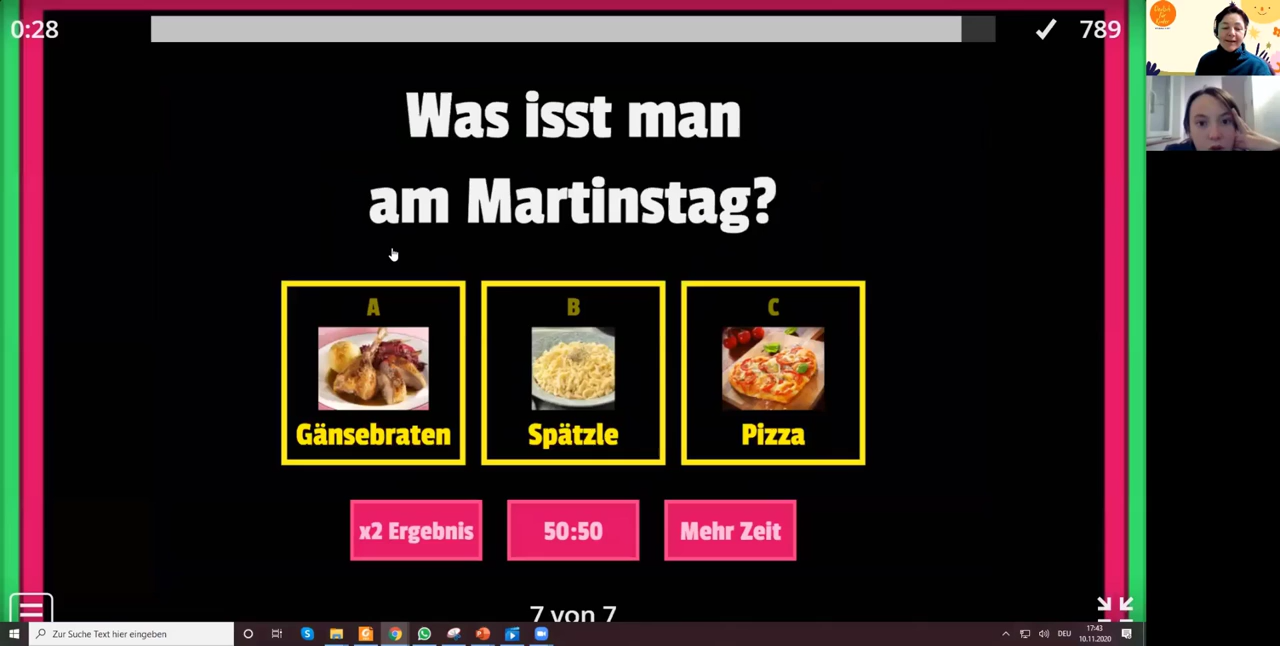 0:28
789
Was isst man
am Martinstag?
A
B
C
Gänsebraten
Spätzle
Pizza
x2 Ergebnis
50:50
Mehr Zeit
7 von 7
Zur Suche Text hier eingeben
DEU
17:43
10.11.2020